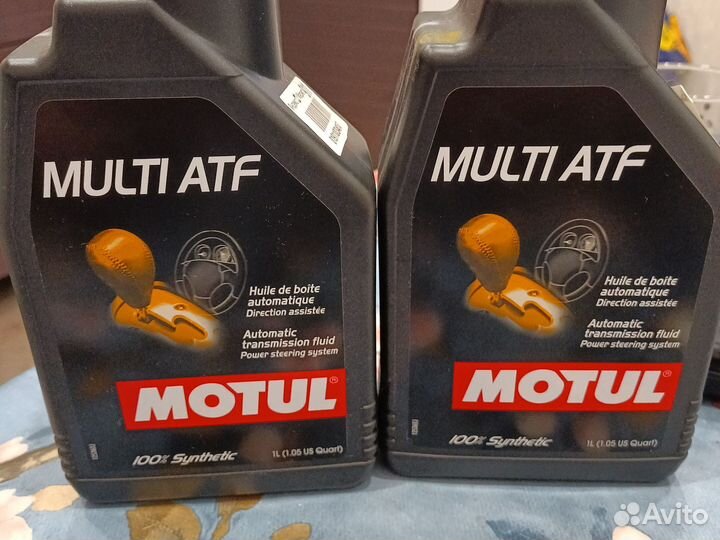 MULTI ATF
Huile de boite
automatique
Direction assistée
Automatic
transmission fluid
Power steering system
MOTUL®
100% Synthetic
1L (1.05 US Quart)
MULTI ATF
Huile de boite
automatique
Direction assistée
Automatic
transmission fluid
Power steering system
MOTUL®
100% Synthetic
1L (1.05 US Quart)
Avito